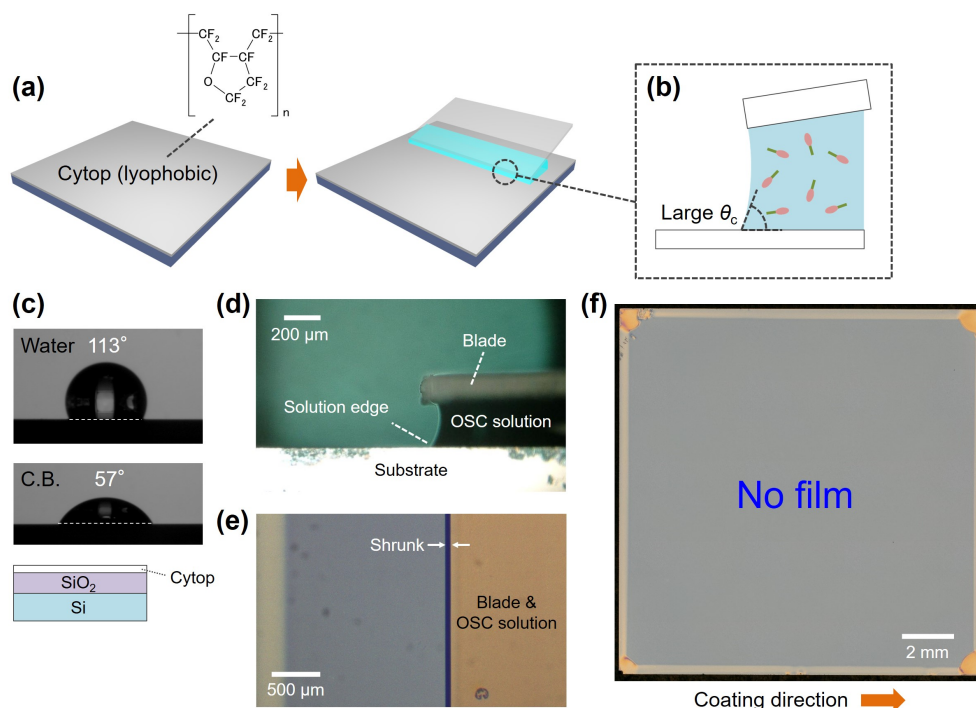 (a)
CF2
CF2
CF
CF
O
CF2
CF2
n
Cytop (lyophobic)
(b)
Large θc
(c)
Water 113°
C.B. 57°
Cytop
SiO2
Si
(d)
200 μm
Blade
Solution edge
OSC solution
Substrate
(e)
Shrunk
Blade &
OSC solution
500 μm
(f)
No film
2 mm
Coating direction